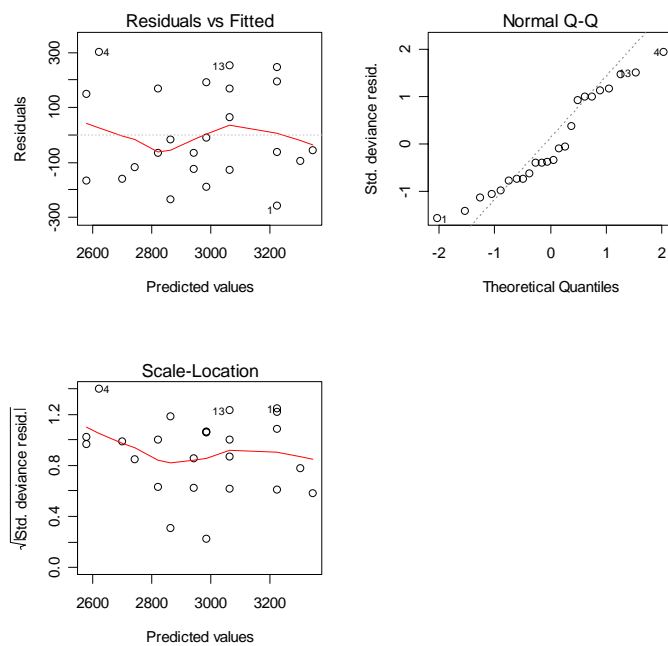 Residuals vs Fitted
Residuals
300
100
-100
-300
4
13
1
2600 2800 3000 3200
Predicted values
Normal Q-Q
Std. deviance resid.
2
1
0
-1
4
13
1
-2 -1 0 1 2
Theoretical Quantiles
Scale-Location
√|Std. deviance resid.|
1.2
0.8
0.4
0.0
4
13
1
2600 2800 3000 3200
Predicted values